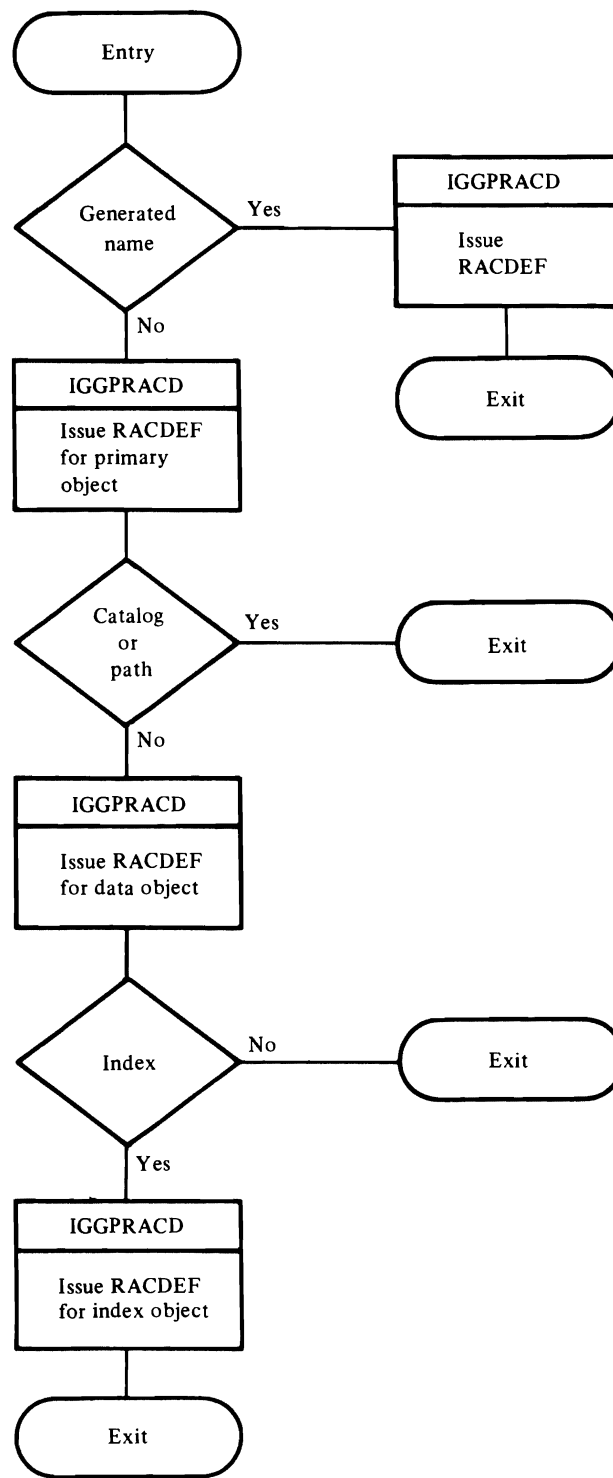 Entry
Generated
name
Yes
IGGPRACD
Issue
RACDEF
Exit
No
IGGPRACD
Issue RACDEF
for primary
object
Catalog
or
path
Yes
Exit
No
IGGPRACD
Issue RACDEF
for data object
Index
No
Exit
Yes
IGGPRACD
Issue RACDEF
for index object
Exit